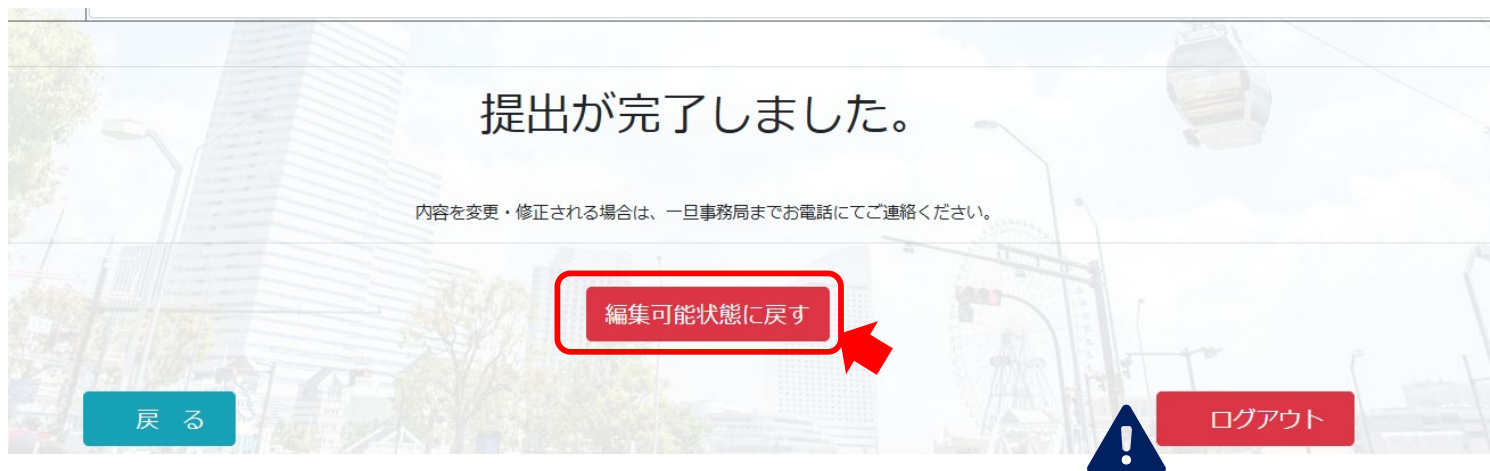 提出が完了しました。
内容を変更・修正される場合は、一旦事務局までお電話にてご連絡ください。
編集可能状態に戻す
戻 る
ログアウト